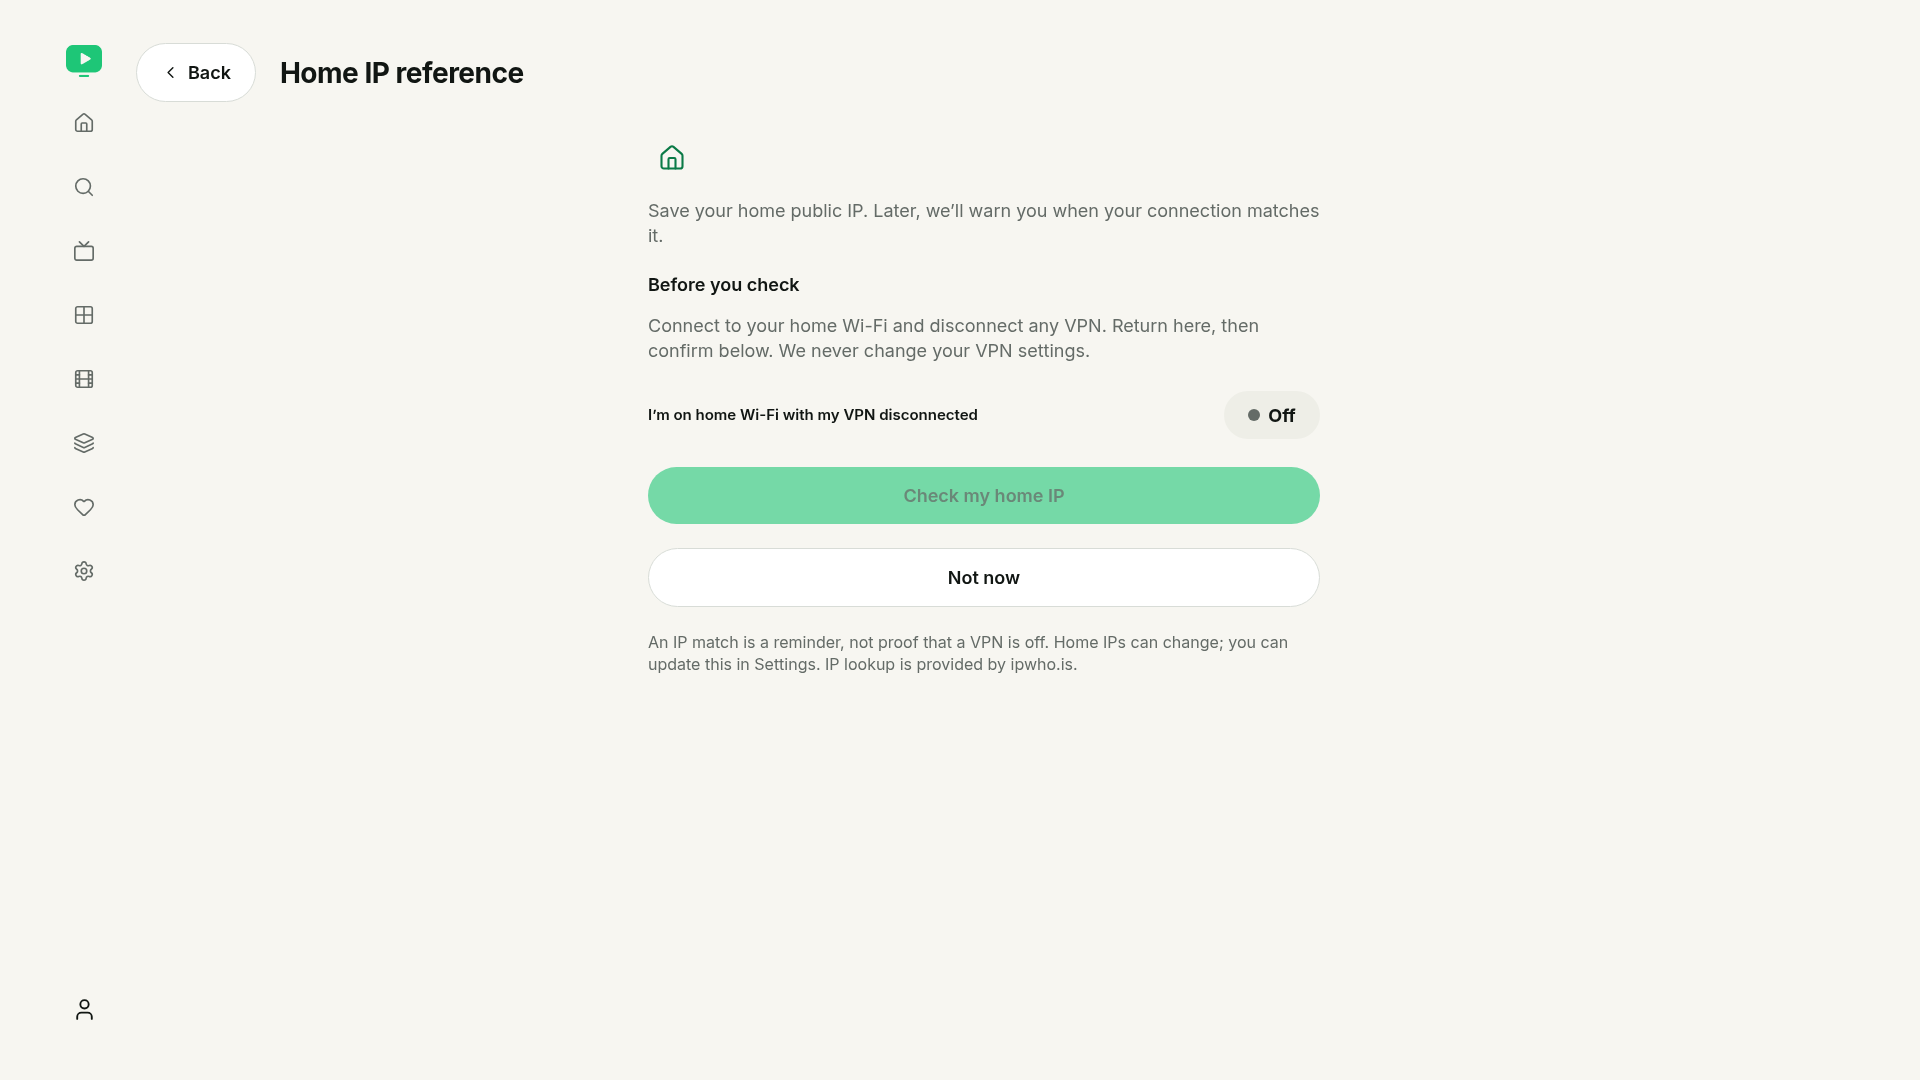 Back
Home IP reference
Save your home public IP. Later, we’ll warn you when your connection matches
it.
Before you check
Connect to your home Wi-Fi and disconnect any VPN. Return here, then
confirm below. We never change your VPN settings.
I’m on home Wi-Fi with my VPN disconnected
Off
Check my home IP
Not now
An IP match is a reminder, not proof that a VPN is off. Home IPs can change; you can
update this in Settings. IP lookup is provided by ipwho.is.